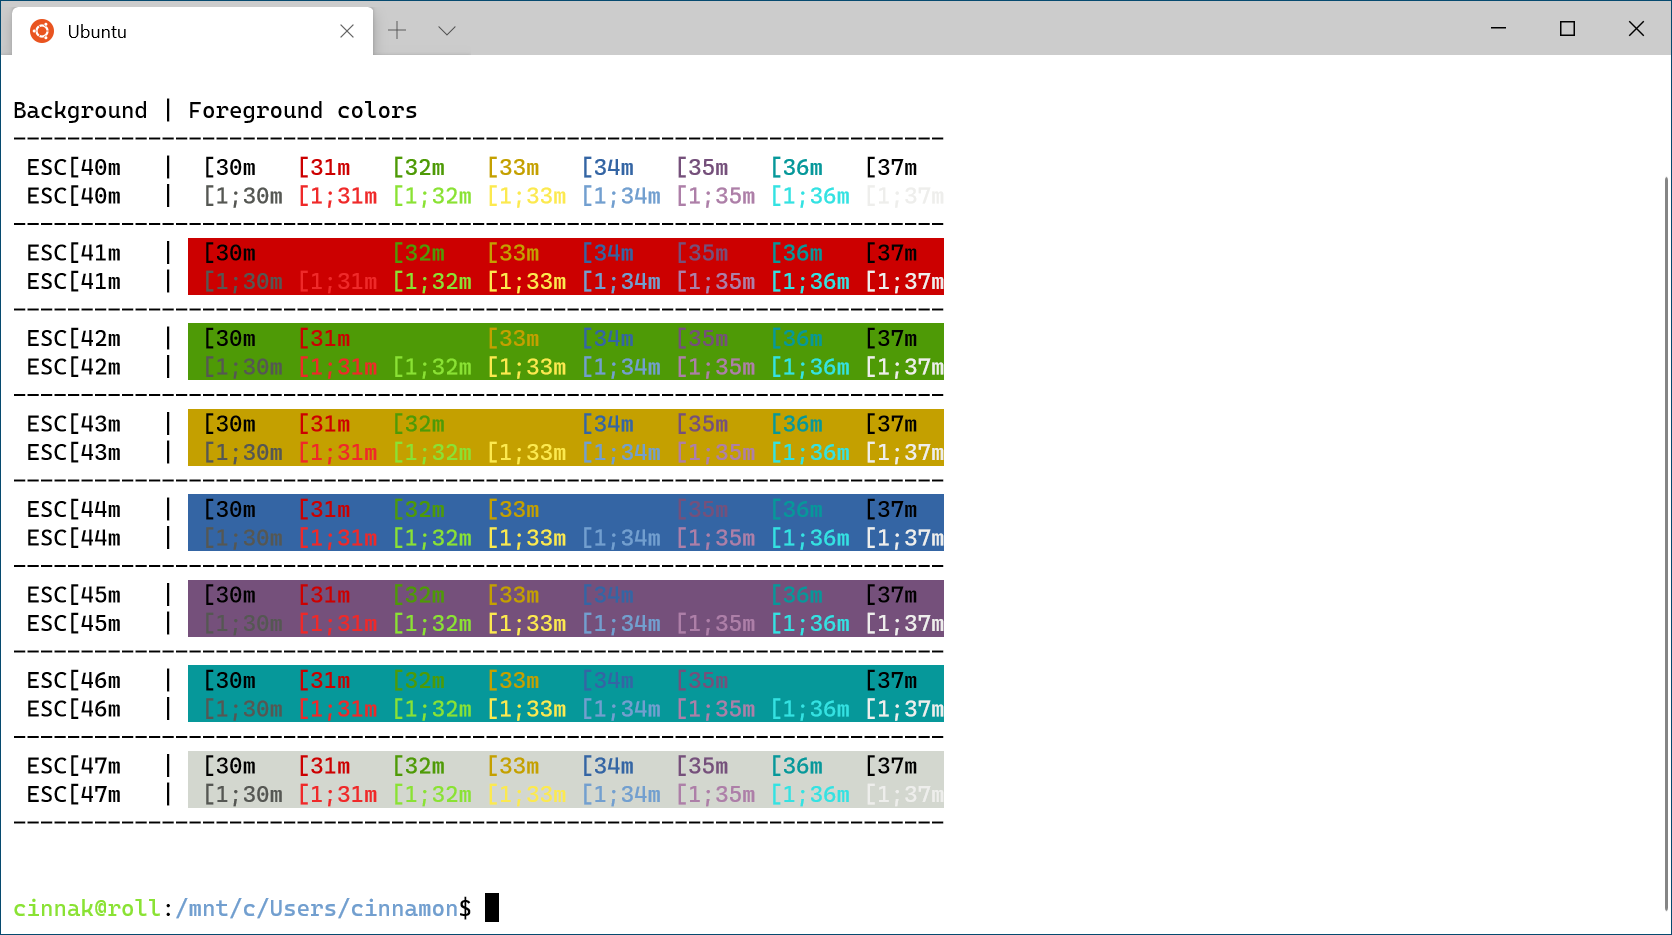 Ubuntu
Background | Foreground colors
---------------------------------------------------------------------
ESC[40m | [30m [31m [32m [33m [34m [35m [36m [37m
ESC[40m | [1;30m [1;31m [1;32m [1;33m [1;34m [1;35m [1;36m [1;37m
---------------------------------------------------------------------
ESC[41m | [30m [32m [33m [34m [35m [36m [37m
ESC[41m | [1;30m [1;31m [1;32m [1;33m [1;34m [1;35m [1;36m [1;37m
---------------------------------------------------------------------
ESC[42m | [30m [31m [33m [34m [35m [36m [37m
ESC[42m | [1;30m [1;31m [1;32m [1;33m [1;34m [1;35m [1;36m [1;37m
---------------------------------------------------------------------
ESC[43m | [30m [31m [32m [34m [35m [36m [37m
ESC[43m | [1;30m [1;31m [1;32m [1;33m [1;34m [1;35m [1;36m [1;37m
---------------------------------------------------------------------
ESC[44m | [30m [31m [32m [33m [35m [36m [37m
ESC[44m | [1;30m [1;31m [1;32m [1;33m [1;34m [1;35m [1;36m [1;37m
---------------------------------------------------------------------
ESC[45m | [30m [31m [32m [33m [34m [36m [37m
ESC[45m | [1;30m [1;31m [1;32m [1;33m [1;34m [1;35m [1;36m [1;37m
---------------------------------------------------------------------
ESC[46m | [30m [31m [32m [33m [34m [35m [37m
ESC[46m | [1;30m [1;31m [1;32m [1;33m [1;34m [1;35m [1;36m [1;37m
---------------------------------------------------------------------
ESC[47m | [30m [31m [32m [33m [34m [35m [36m [37m
ESC[47m | [1;30m [1;31m [1;32m [1;33m [1;34m [1;35m [1;36m [1;37m
---------------------------------------------------------------------
cinnak@roll:/mnt/c/Users/cinnamon$